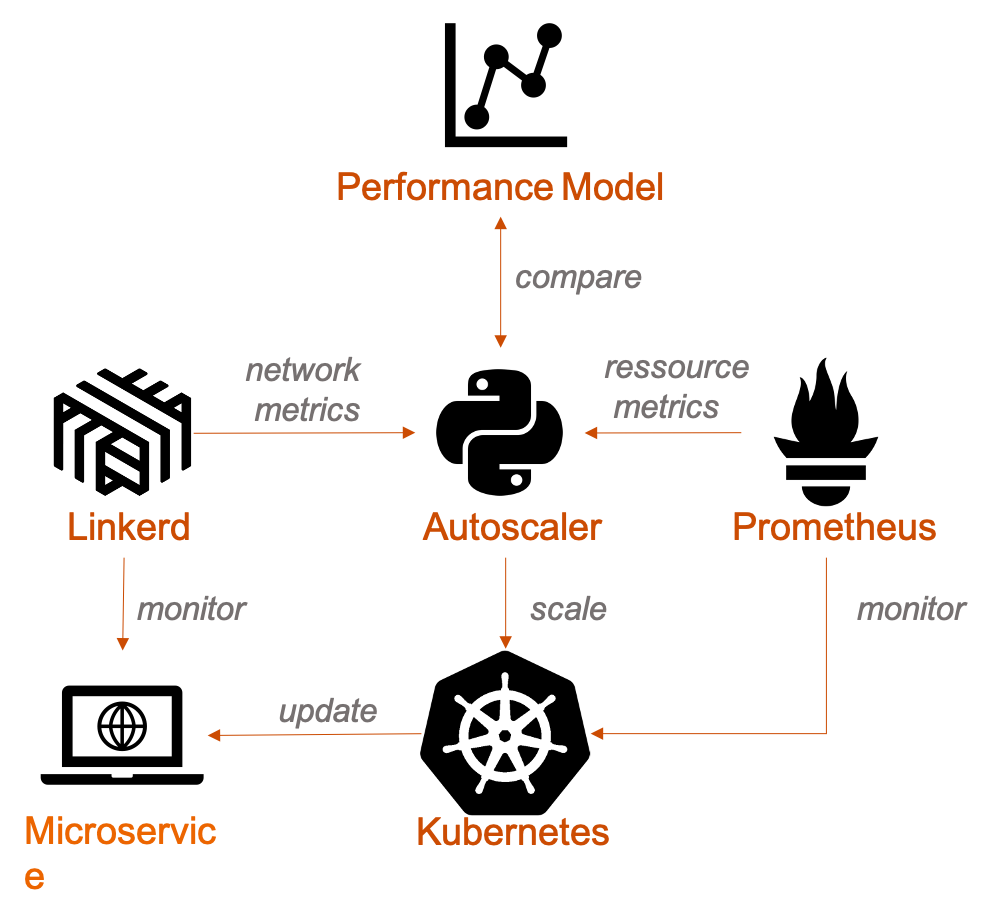 Performance Model
compare
network
metrics
ressource
metrics
Linkerd
Autoscaler
Prometheus
monitor
scale
monitor
update
Microservic
e
Kubernetes